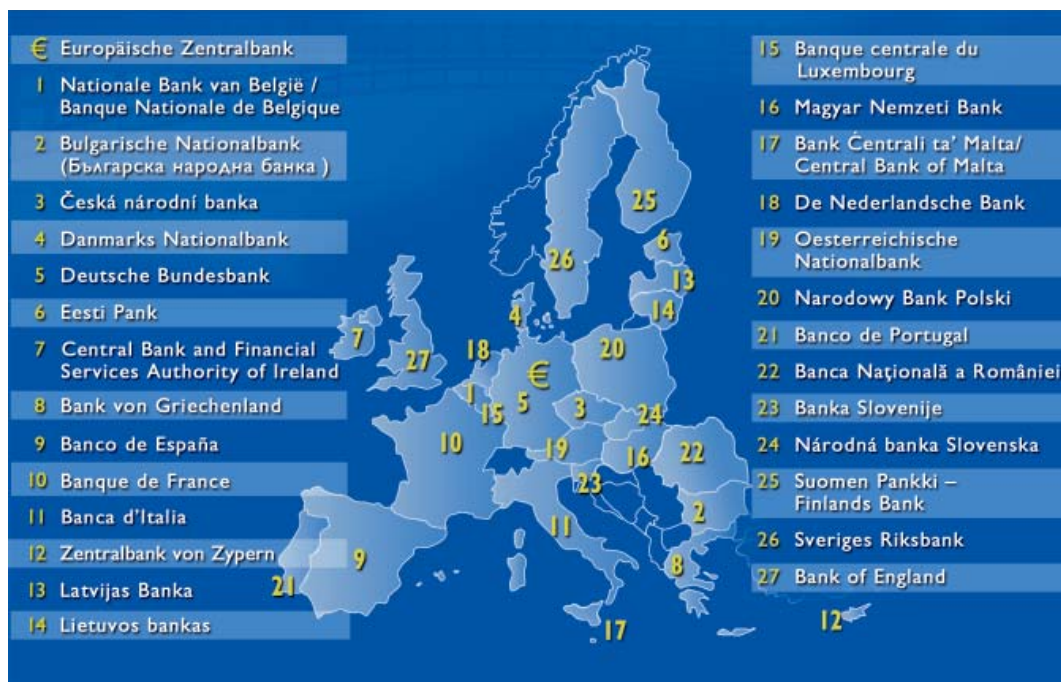 € Europäische Zentralbank
1 Nationale Bank van België /
Banque Nationale de Belgique
2 Bulgarische Nationalbank
(Българска народна банка )
3 Česká národní banka
4 Danmarks Nationalbank
5 Deutsche Bundesbank
6 Eesti Pank
7 Central Bank and Financial
Services Authority of Ireland
8 Bank von Griechenland
9 Banco de España
10 Banque de France
11 Banca d'Italia
12 Zentralbank von Zypern
13 Latvijas Banka
14 Lietuvos bankas
25
6
26
13
14
4
7
18
20
27
€
1
5
3
15
24
10
19
22
16
23
2
11
9
8
21
12
17
15 Banque centrale du
Luxembourg
16 Magyar Nemzeti Bank
17 Bank Ċentrali ta' Malta/
Central Bank of Malta
18 De Nederlandsche Bank
19 Oesterreichische
Nationalbank
20 Narodowy Bank Polski
21 Banco de Portugal
22 Banca Naţională a României
23 Banka Slovenije
24 Národná banka Slovenska
25 Suomen Pankki –
Finlands Bank
26 Sveriges Riksbank
27 Bank of England